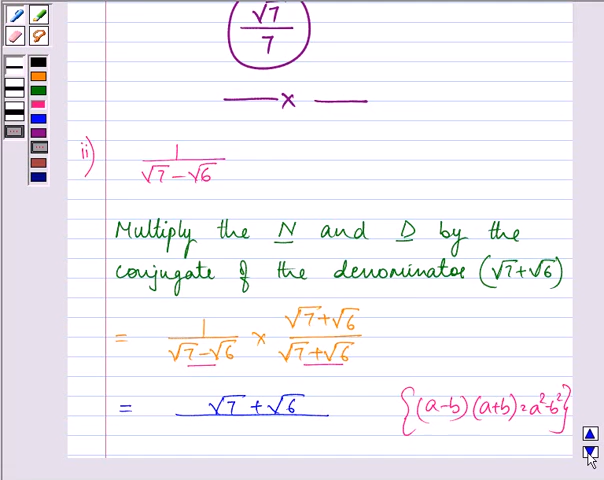 √7/7
——x——
ii) 1/(√7-√6)
Multiply the N and D by the
conjugate of the denominator (√7+√6)
= 1/(√7-√6) x (√7+√6)/(√7+√6)
= √7+√6 {(a-b)(a+b)=a²-b²}